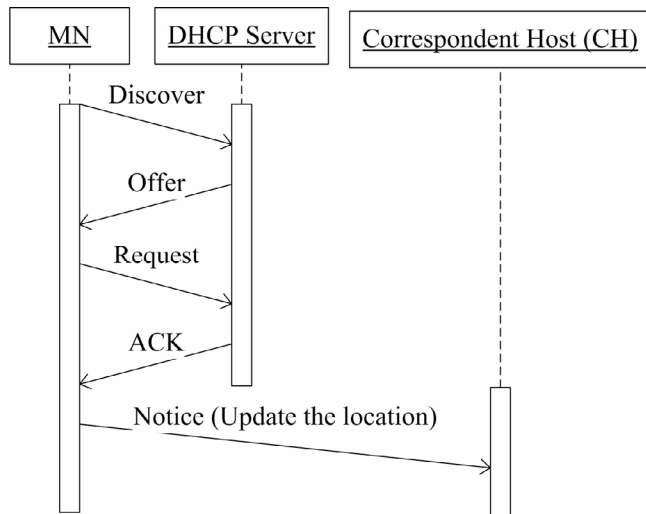 MN
DHCP Server
Correspondent Host (CH)
Discover
Offer
Request
ACK
Notice (Update the location)